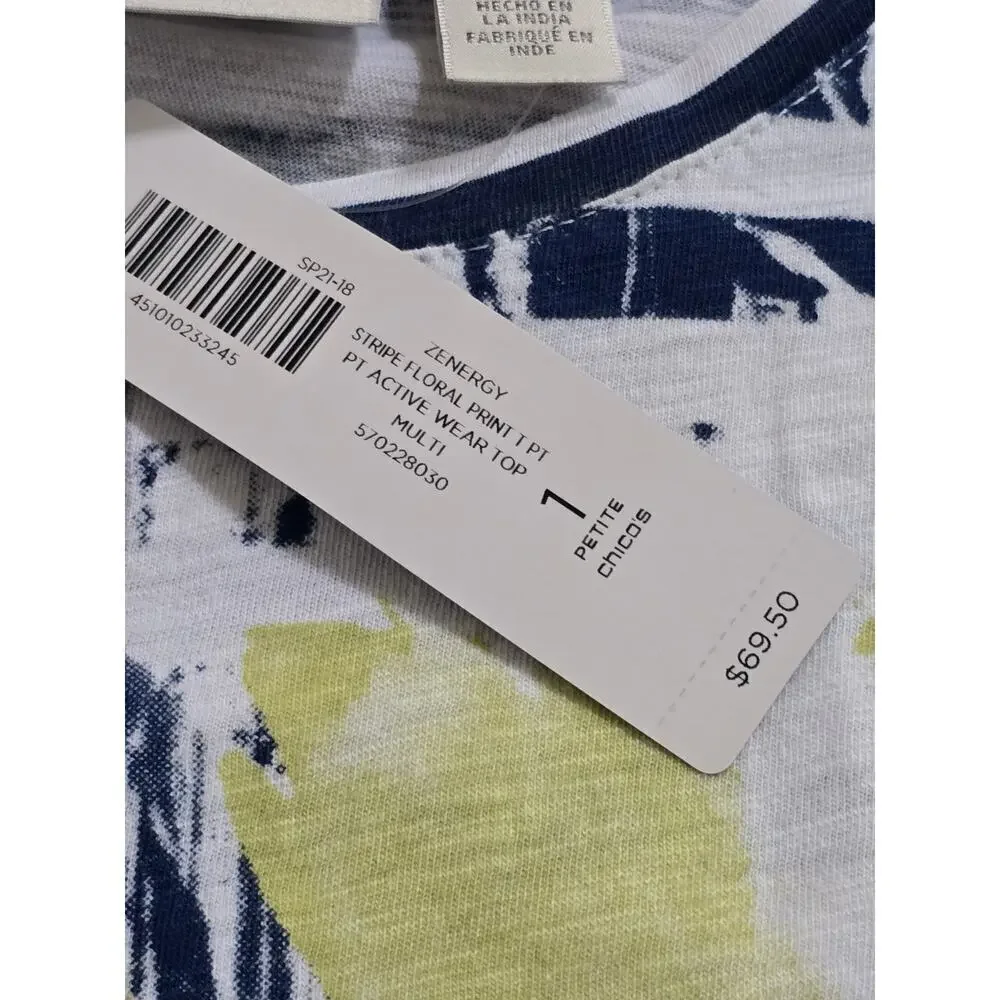 HECHO EN
LA INDIA
FABRIQUÉ EN
INDE
SP21-18
451010233245
ZENERGY
STRIPE FLORAL PRINT T PT
PT ACTIVE WEAR TOP
MULTI
570228030
1
PETITE
chico's
$69.50